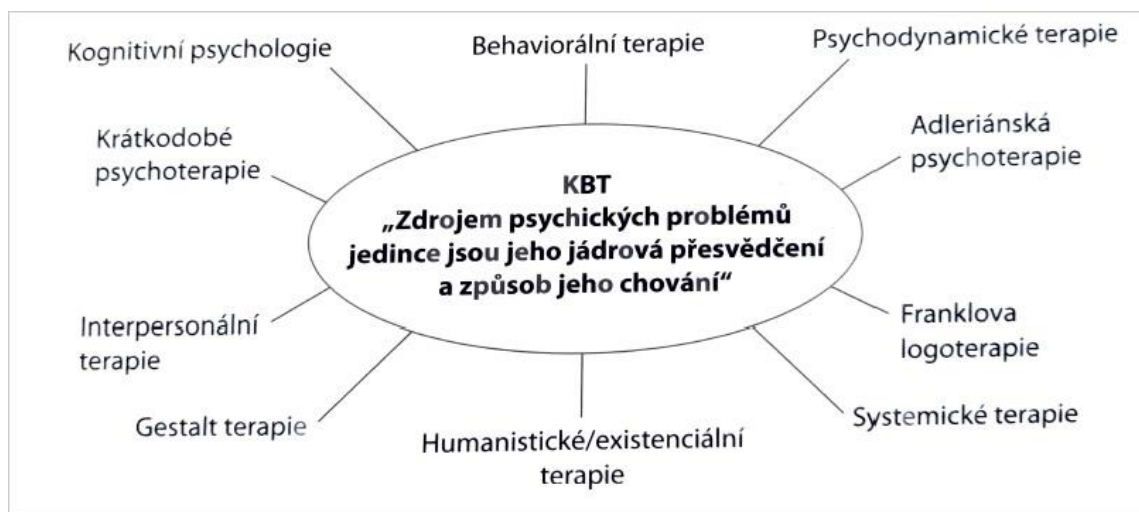 Kognitivní psychologie
Behaviorální terapie
Psychodynamické terapie
Krátkodobé
psychoterapie
Adleriánská
psychoterapie
KBT
„Zdrojem psychických problémů
jedince jsou jeho jádrová přesvědčení
a způsob jeho chování“
Interpersonální
terapie
Franklova
logoterapie
Gestalt terapie
Humanistické/existenciální
terapie
Systemické terapie